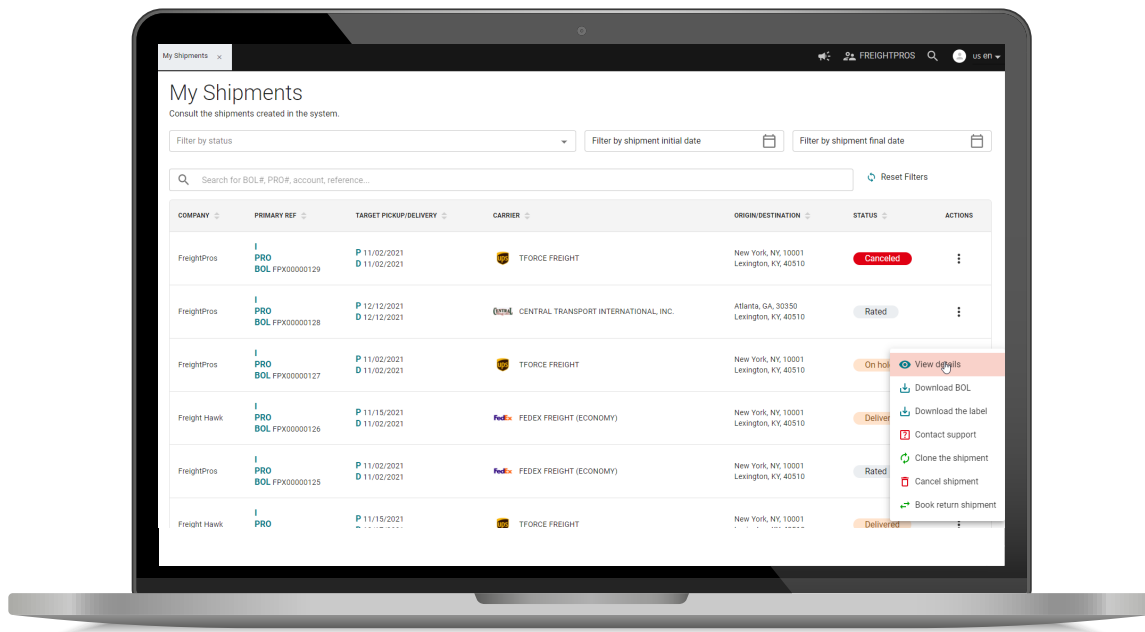 My Shipments ×
FREIGHTPROS
us en
My Shipments
Consult the shipments created in the system.
Filter by status
Filter by shipment initial date
Filter by shipment final date
Search for BOL#, PRO#, account, reference...
Reset Filters
COMPANY PRIMARY REF TARGET PICKUP/DELIVERY CARRIER ORIGIN/DESTINATION STATUS ACTIONS
I
PRO
BOL FPX00000129
FreightPros
P 11/02/2021
D 11/02/2021
ups TFORCE FREIGHT
New York, NY, 10001
Lexington, KY, 40510
Canceled
I
PRO
BOL FPX00000128
FreightPros
P 12/12/2021
D 12/12/2021
CENTRAL TRANSPORT INTERNATIONAL, INC.
Atlanta, GA, 30350
Lexington, KY, 40510
Rated
I
PRO
BOL FPX00000127
FreightPros
P 11/02/2021
D 11/02/2021
ups TFORCE FREIGHT
New York, NY, 10001
Lexington, KY, 40510
On hol
I
PRO
BOL FPX00000126
Freight Hawk
P 11/15/2021
D 11/02/2021
FedEx FEDEX FREIGHT (ECONOMY)
New York, NY, 10001
Lexington, KY, 40510
Deliver
I
PRO
BOL FPX00000125
FreightPros
P 11/02/2021
D 11/02/2021
FedEx FEDEX FREIGHT (ECONOMY)
New York, NY, 10001
Lexington, KY, 40510
Rated
I
PRO
Freight Hawk
P 11/15/2021
ups TFORCE FREIGHT
New York, NY, 10001
Delivered
View details
Download BOL
Download the label
Contact support
Clone the shipment
Cancel shipment
Book return shipment